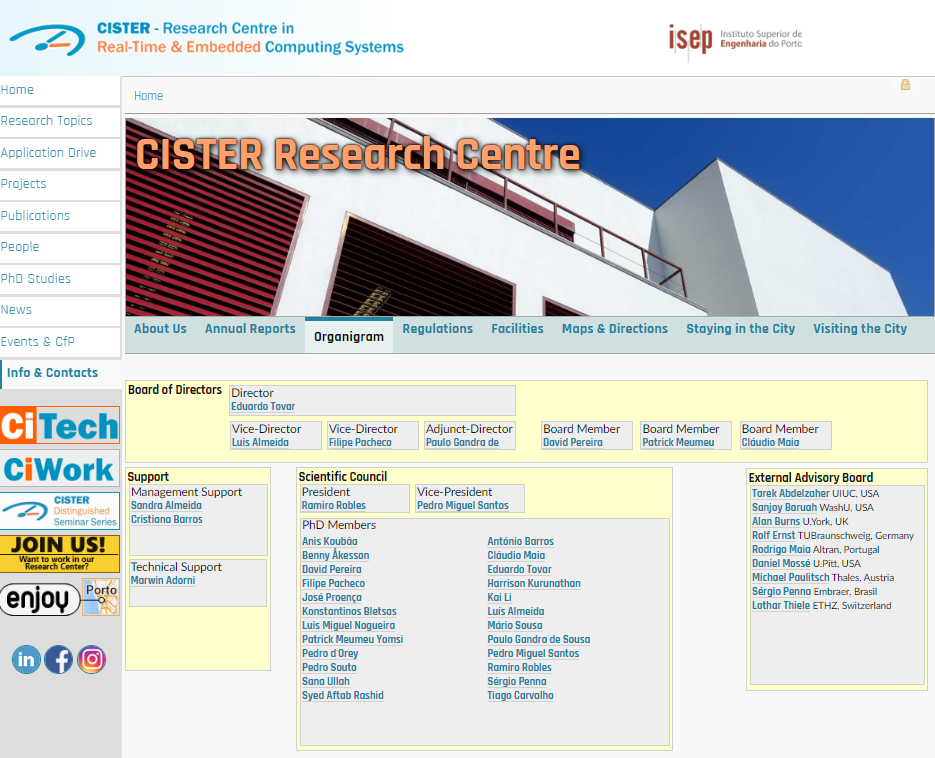 CISTER - Research Centre in
Real-Time & Embedded Computing Systems
isep Instituto Superior de
Engenharia do Porto
Home
Research Topics
Application Drive
Projects
Publications
People
PhD Studies
News
Events & CfP
Info & Contacts
CiTech
CiWork
CISTER
Distinguished
Seminar Series
JOIN US!
Want to work in our
Research Center?
enjoy Porto
in f
Home
CISTER Research Centre
About Us Annual Reports Organigram Regulations Facilities Maps & Directions Staying in the City Visiting the City
Board of Directors
Director
Eduardo Tovar
Vice-Director
Luis Almeida
Vice-Director
Filipe Pacheco
Adjunct-Director
Paulo Gandra de
Board Member
David Pereira
Board Member
Patrick Meumeu
Board Member
Cláudio Maia
Support
Management Support
Sandra Almeida
Cristiana Barros
Technical Support
Marwin Adorni
Scientific Council
President
Ramiro Robles
Vice-President
Pedro Miguel Santos
PhD Members
Anis Koubâa
Benny Åkesson
David Pereira
Filipe Pacheco
José Proença
Konstantinos Bletsas
Luis Miguel Nogueira
Patrick Meumeu Yomsi
Pedro d'Orey
Pedro Souto
Sana Ullah
Syed Aftab Rashid
António Barros
Cláudio Maia
Eduardo Tovar
Harrison Kurunathan
Kai Li
Luís Almeida
Mário Sousa
Paulo Gandra de Sousa
Pedro Miguel Santos
Ramiro Robles
Sérgio Penna
Tiago Carvalho
External Advisory Board
Tarek Abdelzaher UIUC, USA
Sanjoy Baruah WashU, USA
Alan Burns U.York, UK
Rolf Ernst TUBraunschweig, Germany
Rodrigo Maia Altran, Portugal
Daniel Mossé U.Pitt, USA
Michael Paulitsch Thales, Austria
Sérgio Penna Embraer, Brasil
Lothar Thiele ETHZ, Switzerland